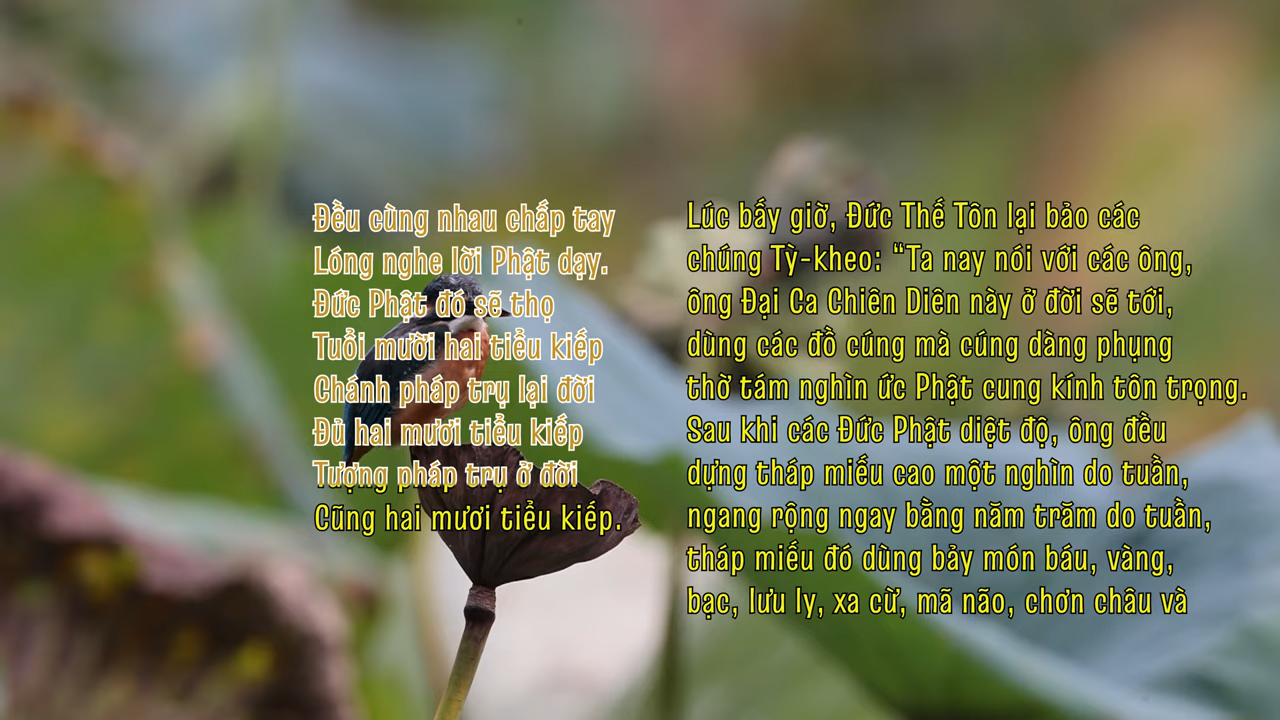 Đều cùng nhau chấp tay
Lóng nghe lời Phật dạy.
Đức Phật đó sẽ thọ
Tuổi mười hai tiểu kiếp
Chánh pháp trụ lại đời
Đủ hai mươi tiểu kiếp
Tượng pháp trụ ở đời
Cũng hai mươi tiểu kiếp.
Lúc bấy giờ, Đức Thế Tôn lại bảo các
chúng Tỳ-kheo: “Ta nay nói với các ông,
ông Đại Ca Chiên Diên này ở đời sẽ tới,
dùng các đồ cúng mà cúng dàng phụng
thờ tám nghìn ức Phật cung kính tôn trọng.
Sau khi các Đức Phật diệt độ, ông đều
dựng tháp miếu cao một nghìn do tuần,
ngang rộng ngay bằng năm trăm do tuần,
tháp miếu đó dùng bảy món báu, vàng,
bạc, lưu ly, xa cừ, mã não, chơn châu và